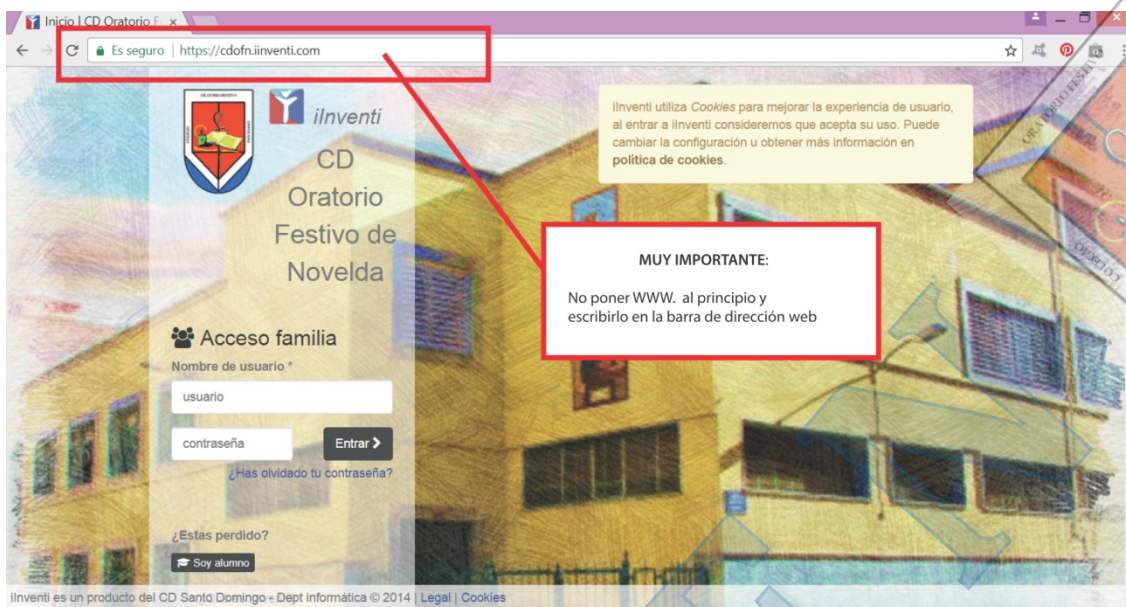 Inicio | CD Oratorio F
Es seguro | https://cdofn.iinventi.com
iInventi
CD
Oratorio
Festivo de
Novelda
iInventi utiliza Cookies para mejorar la experiencia de usuario,
al entrar a iInventi consideremos que acepta su uso. Puede
cambiar la configuración u obtener más información en
política de cookies.
MUY IMPORTANTE:
No poner WWW. al principio y
escribirlo en la barra de dirección web
Acceso familia
Nombre de usuario *
usuario
contraseña
Entrar
¿Has olvidado tu contraseña?
¿Estas perdido?
Soy alumno
iInventi es un producto del CD Santo Domingo - Dept informática © 2014 | Legal | Cookies
ORATORIO FESTIV
COLEGIO